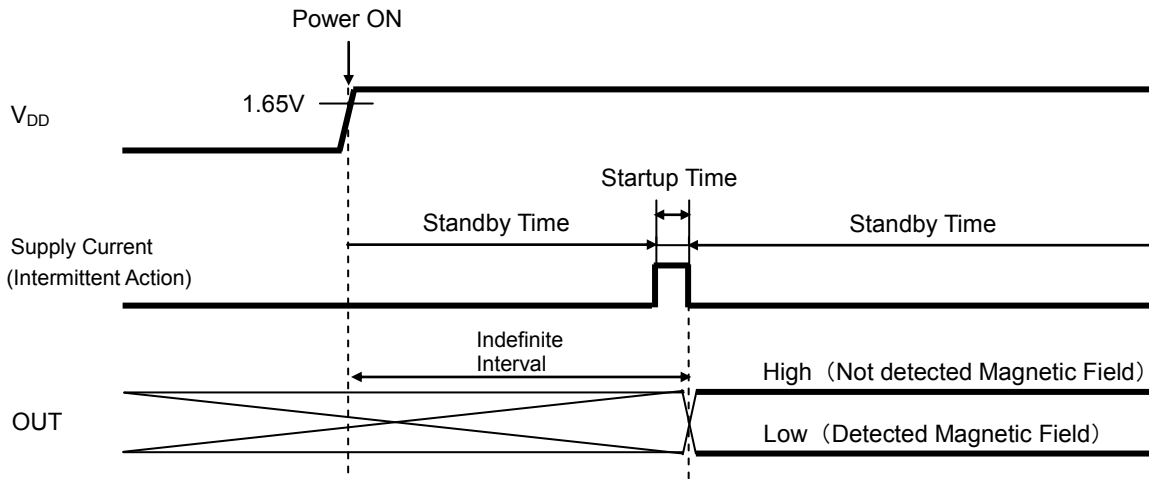 Power ON
1.65V
VDD
Startup Time
Standby Time
Standby Time
Supply Current
(Intermittent Action)
Indefinite
Interval
High（Not detected Magnetic Field）
OUT
Low（Detected Magnetic Field）